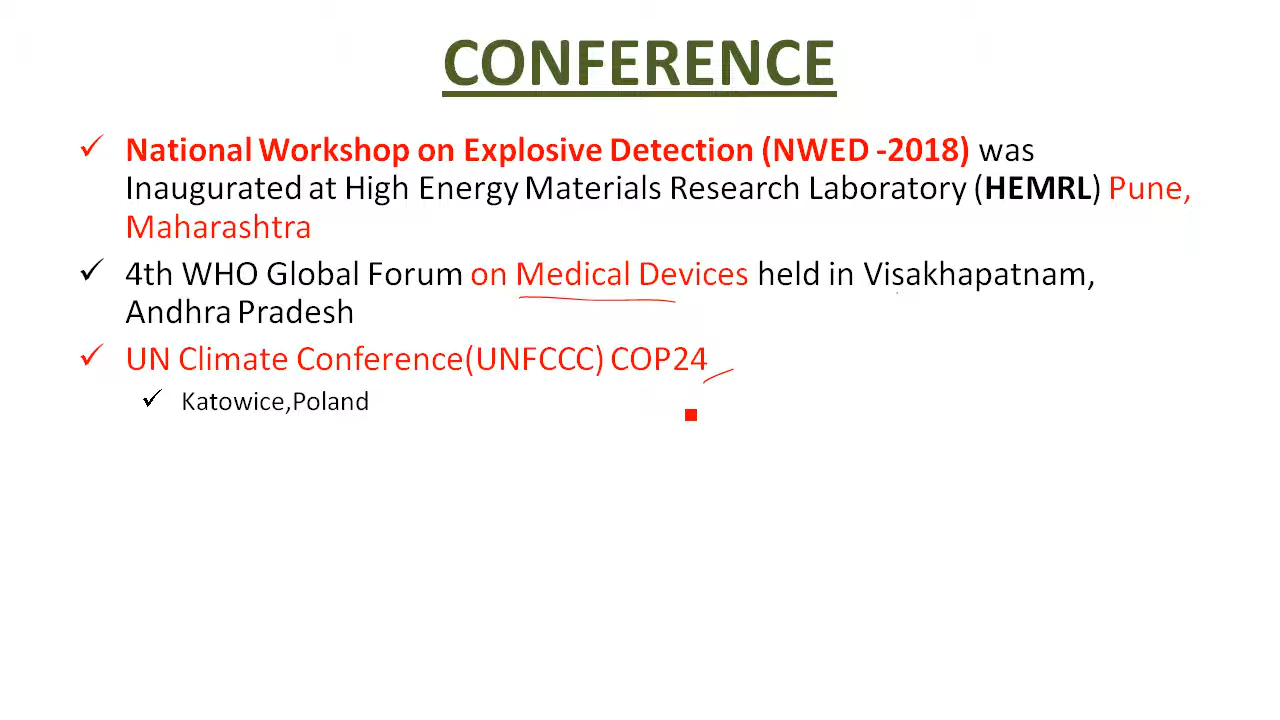 CONFERENCE
National Workshop on Explosive Detection (NWED -2018) was
Inaugurated at High Energy Materials Research Laboratory (HEMRL) Pune,
Maharashtra
4th WHO Global Forum on Medical Devices held in Visakhapatnam,
Andhra Pradesh
UN Climate Conference(UNFCCC) COP24
Katowice,Poland